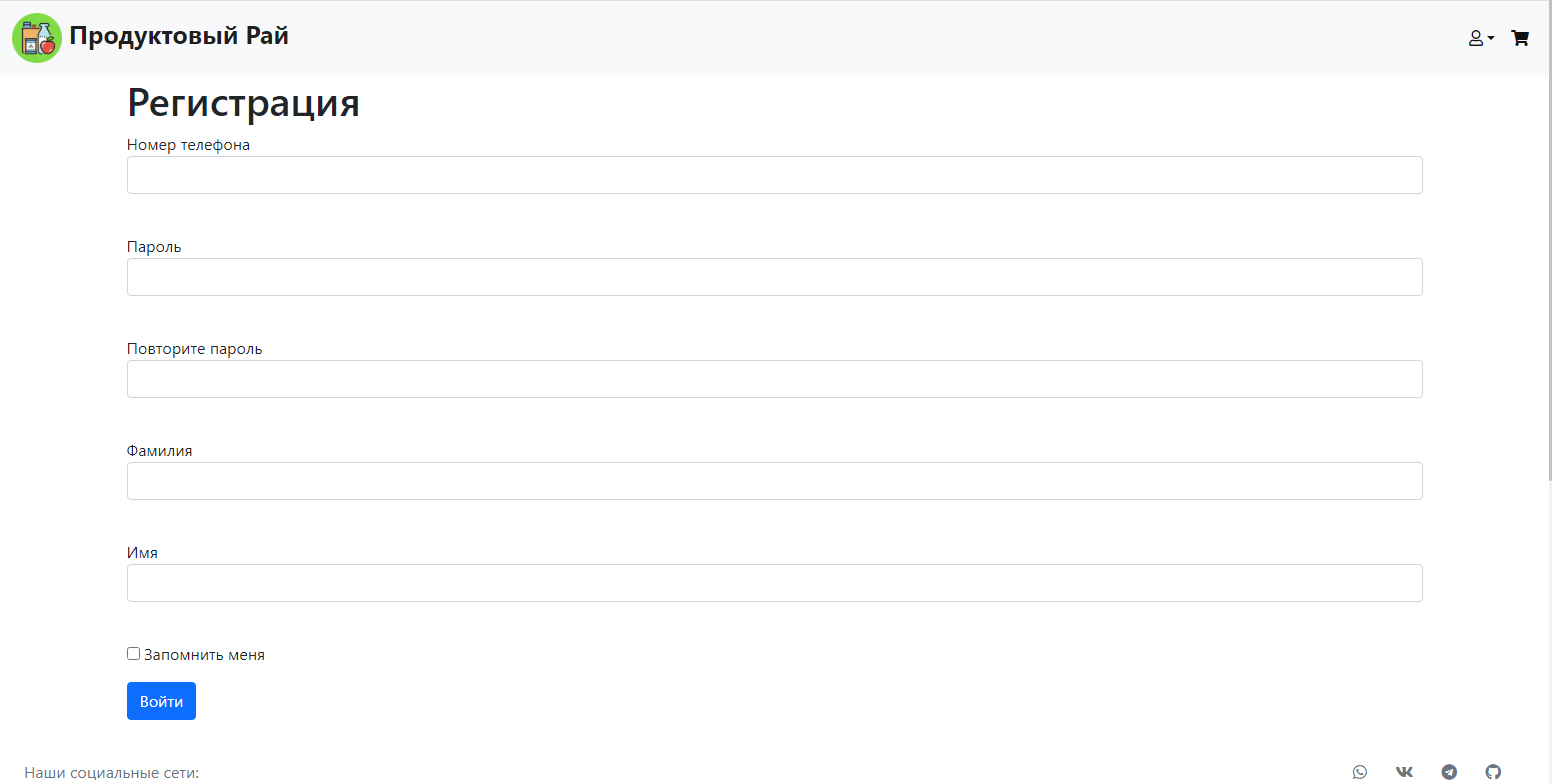 Продуктовый Рай
Регистрация
Номер телефона
Пароль
Повторите пароль
Фамилия
Имя
Запомнить меня
Войти
Наши социальные сети: